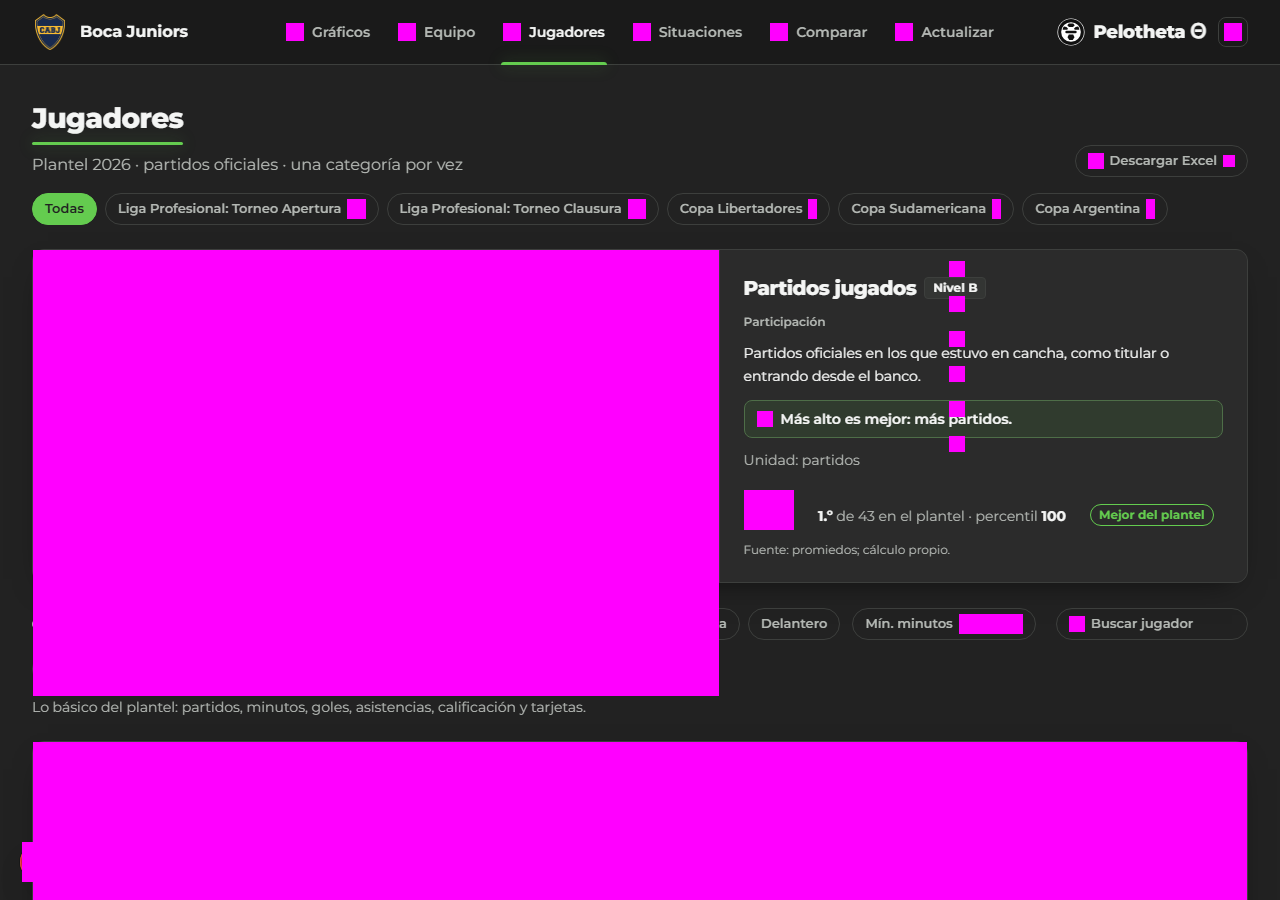 CABJ
Boca Juniors
Gráficos
Equipo
Jugadores
Situaciones
Comparar
Actualizar
Pelotheta Θ
Jugadores
Plantel 2026 · partidos oficiales · una categoría por vez
Descargar Excel
Todas
Liga Profesional: Torneo Apertura
Liga Profesional: Torneo Clausura
Copa Libertadores
Copa Sudamericana
Copa Argentina
Partidos jugados
Nivel B
Participación
Partidos oficiales en los que estuvo en cancha, como titular o
entrando desde el banco.
Más alto es mejor: más partidos.
Unidad: partidos
1.º de 43 en el plantel · percentil 100
Mejor del plantel
Fuente: promiedos; cálculo propio.
Delantero
Mín. minutos
Buscar jugador
Lo básico del plantel: partidos, minutos, goles, asistencias, calificación y tarjetas.